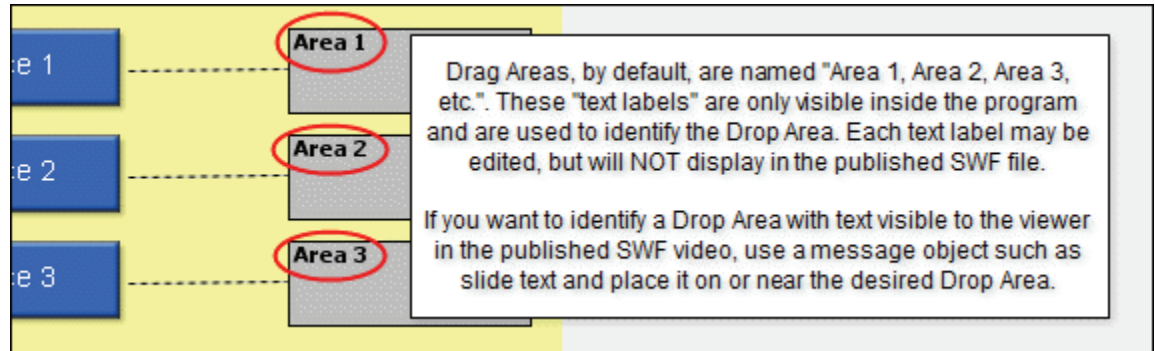 :e 1
Area 1
:e 2
Area 2
:e 3
Area 3
Drag Areas, by default, are named "Area 1, Area 2, Area 3,
etc.". These "text labels" are only visible inside the program
and are used to identify the Drop Area. Each text label may be
edited, but will NOT display in the published SWF file.
If you want to identify a Drop Area with text visible to the viewer
in the published SWF video, use a message object such as
slide text and place it on or near the desired Drop Area.